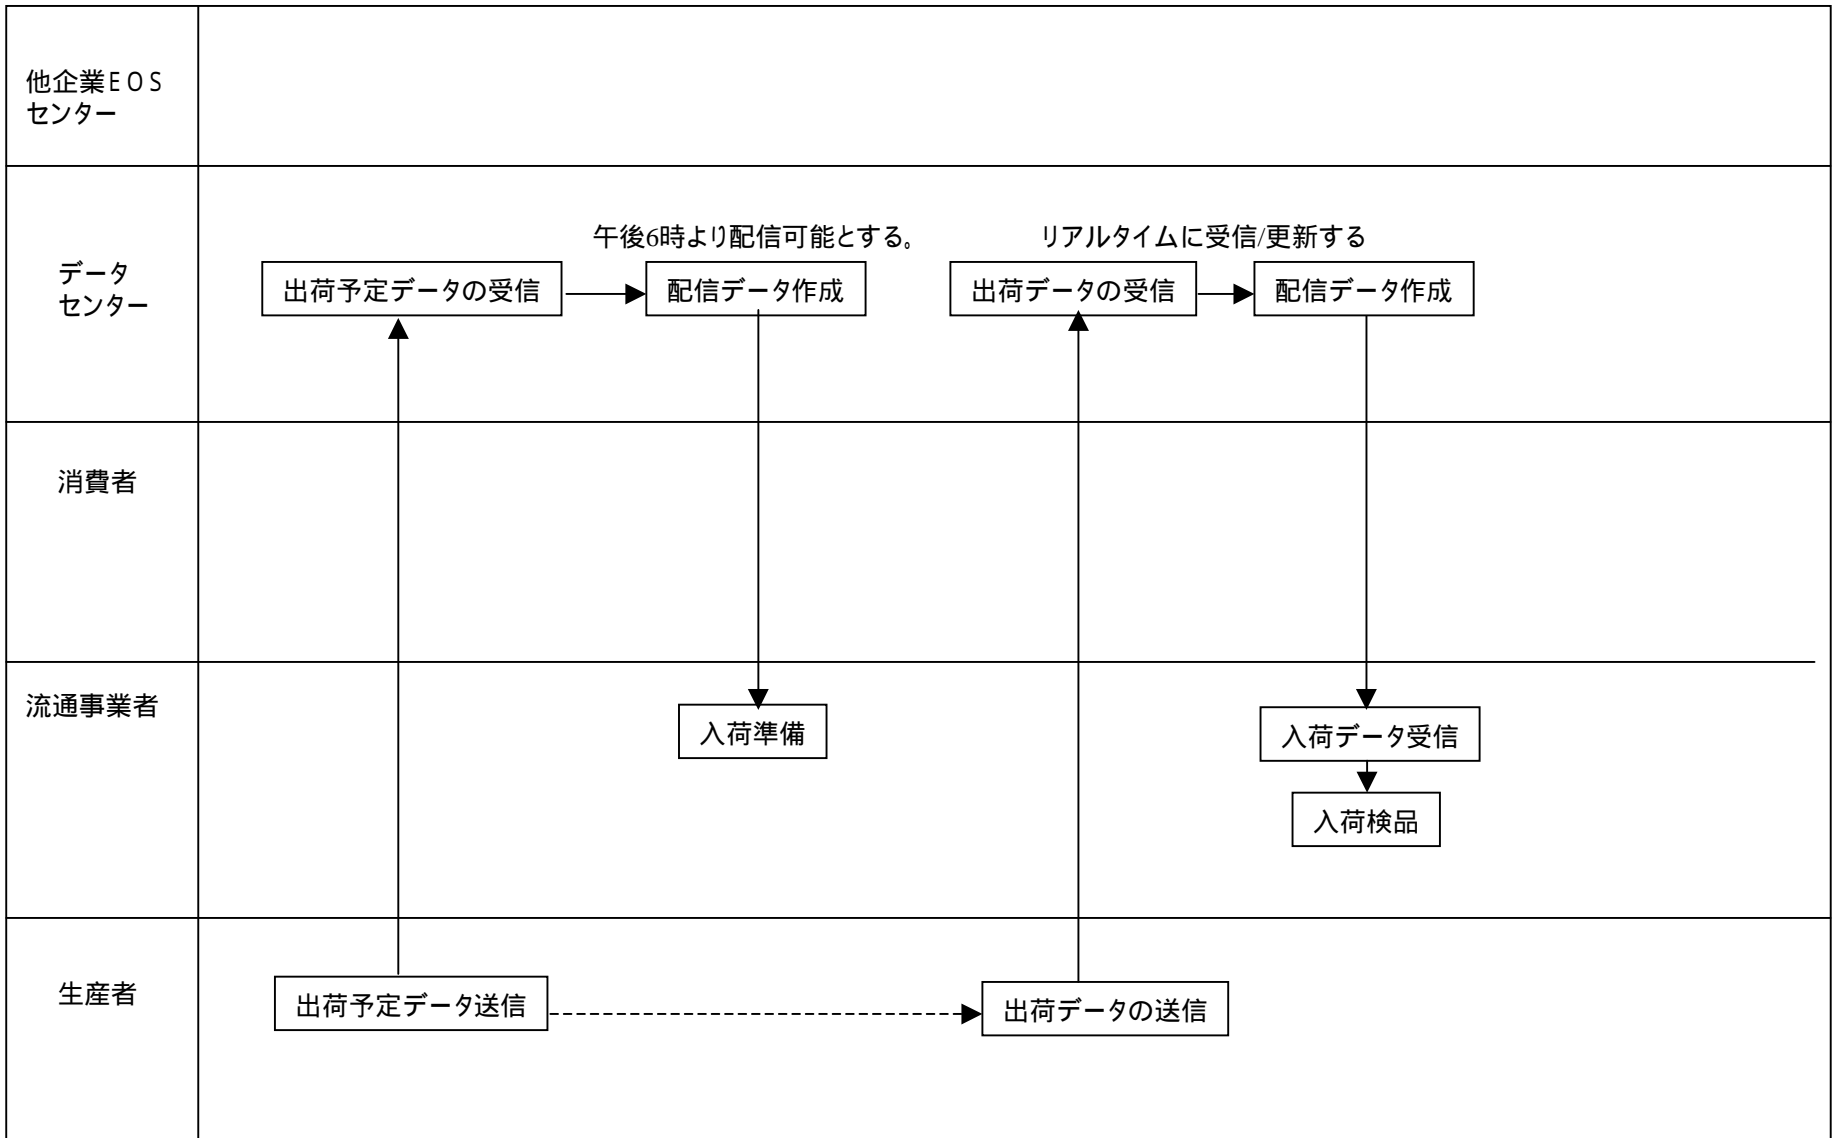 他企業EOS
センター
午後6時より配信可能とする。
リアルタイムに受信/更新する
データ
センター
出荷予定データの受信
配信データ作成
出荷データの受信
配信データ作成
消費者
流通事業者
入荷準備
入荷データ受信
入荷検品
生産者
出荷予定データ送信
出荷データの送信